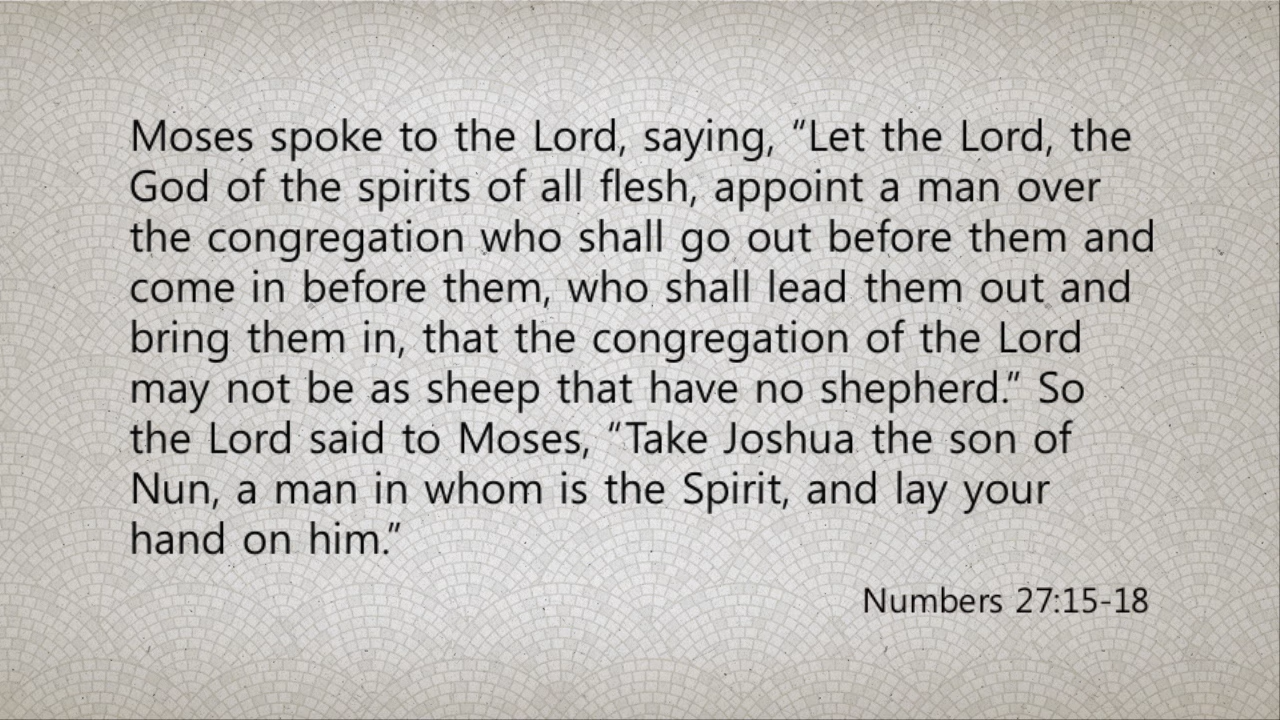 Moses spoke to the Lord, saying, “Let the Lord, the
God of the spirits of all flesh, appoint a man over
the congregation who shall go out before them and
come in before them, who shall lead them out and
bring them in, that the congregation of the Lord
may not be as sheep that have no shepherd.” So
the Lord said to Moses, “Take Joshua the son of
Nun, a man in whom is the Spirit, and lay your
hand on him.”
Numbers 27:15-18